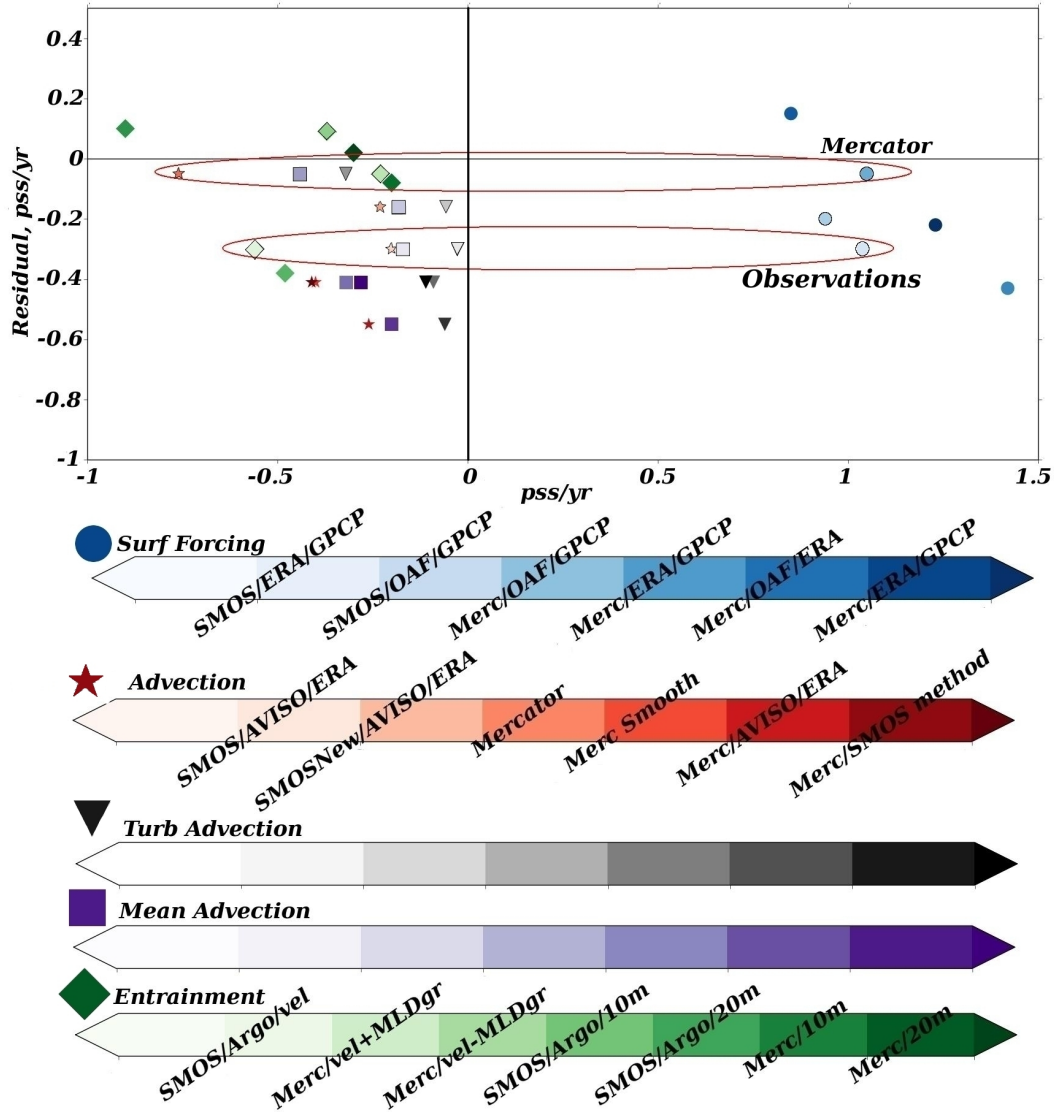 0.4
0.2
0
-0.2
-0.4
-0.6
-0.8
-1
Residual, pss/yr
Mercator
Observations
-1 -0.5 0 0.5 1 1.5
pss/yr
Surf Forcing
SMOS/ERA/GPCP
SMOS/OAF/GPCP
Merc/OAF/GPCP
Merc/ERA/GPCP
Merc/OAF/ERA
Merc/ERA/GPCP
Advection
SMOS/AVISO/ERA
SMOSNew/AVISO/ERA
Mercator
Merc Smooth
Merc/AVISO/ERA
Merc/SMOS method
Turb Advection
Mean Advection
Entrainment
SMOS/Argo/vel
Merc/vel+MLDgr
Merc/vel-MLDgr
SMOS/Argo/10m
SMOS/Argo/20m
Merc/10m
Merc/20m